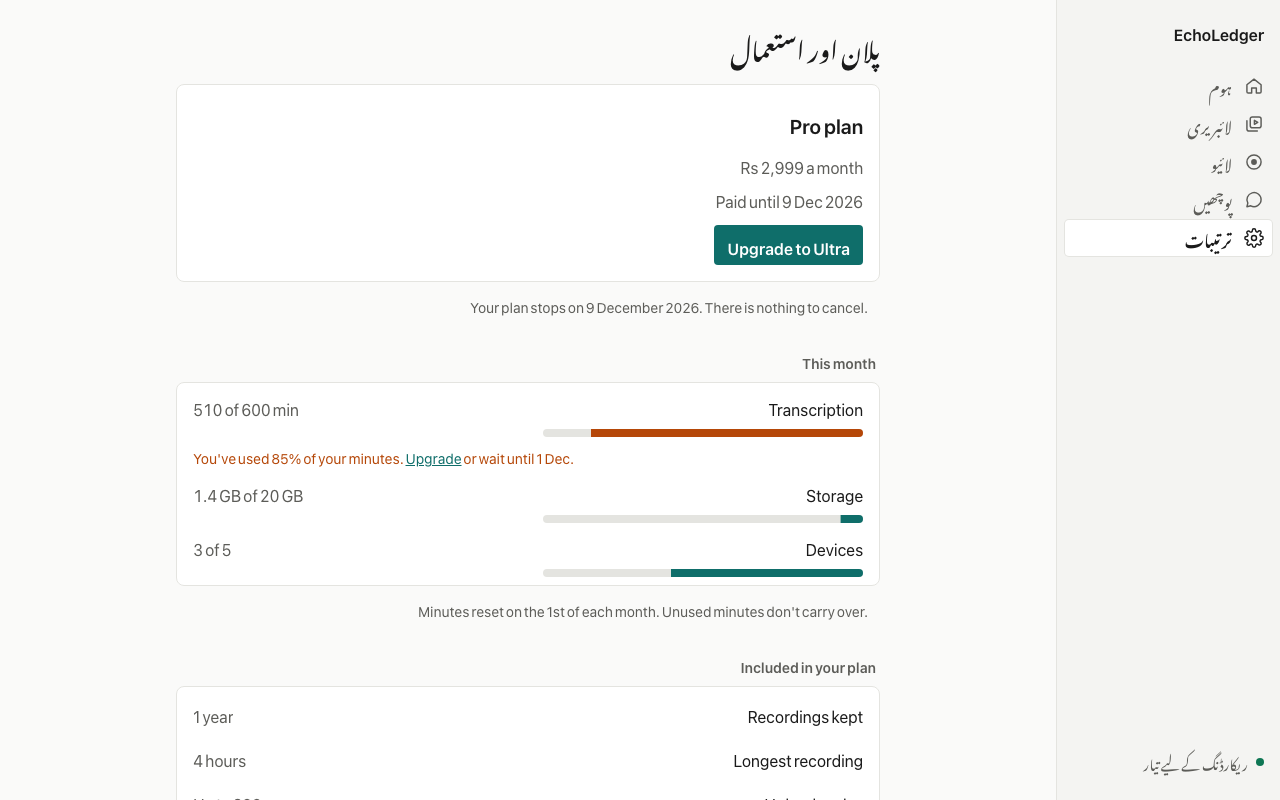 EchoLedger
ہوم
لائبریری
لائیو
پوچھیں
ترتیبات
ریکارڈنگ کے لیے تیار
پلان اور استعمال
Pro plan
Rs 2,999 a month
Paid until 9 Dec 2026
Upgrade to Ultra
Your plan stops on 9 December 2026. There is nothing to cancel.
This month
Transcription
510 of 600 min
You've used 85% of your minutes. Upgrade or wait until 1 Dec.
Storage
1.4 GB of 20 GB
Devices
3 of 5
Minutes reset on the 1st of each month. Unused minutes don't carry over.
Included in your plan
Recordings kept
1 year
Longest recording
4 hours